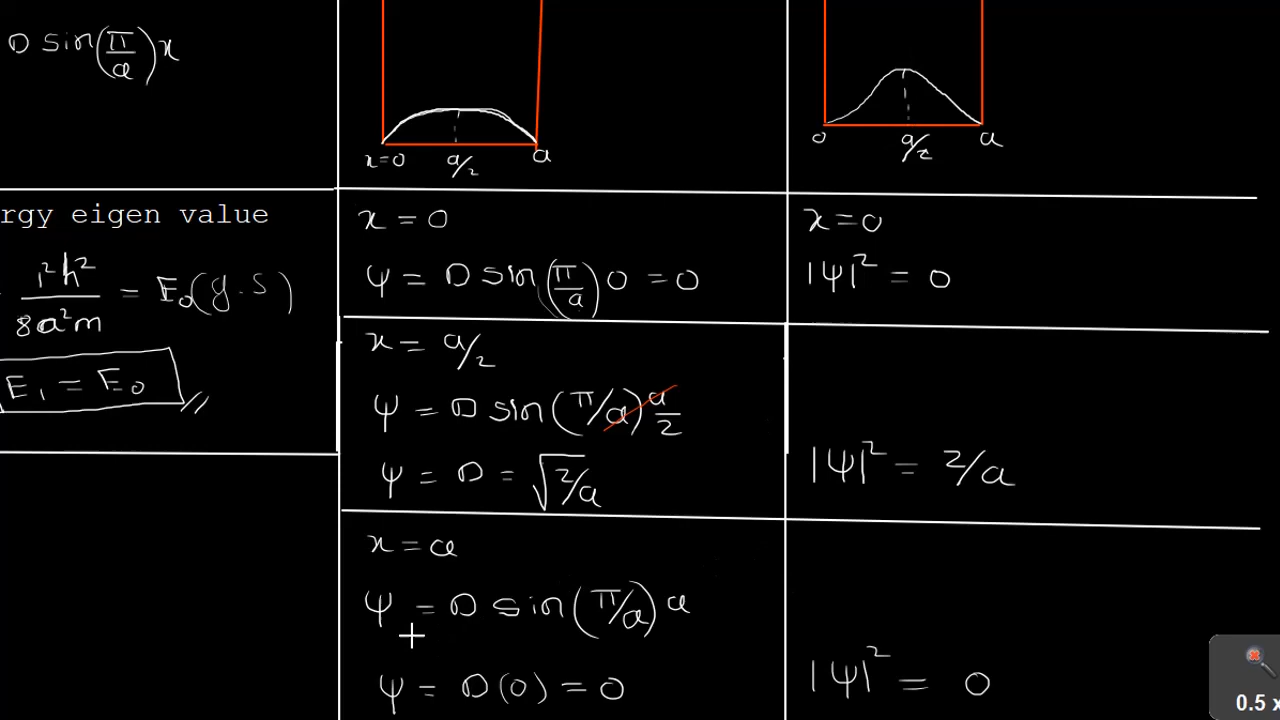 D sin(π/a)x
x=0 a/2 a
0 a/2 a
rgy eigen value
1²h²/8a²m = E₀(g.s)
E₁ = E₀
x = 0
ψ = D sin(π/a)0 = 0
x = 0
|ψ|² = 0
x = a/2
ψ = D sin(π/a)a/2
ψ = D = √2/a
|ψ|² = 2/a
x = a
ψ = D sin(π/a)a
ψ = D(0) = 0
|ψ|² = 0
0.5 x